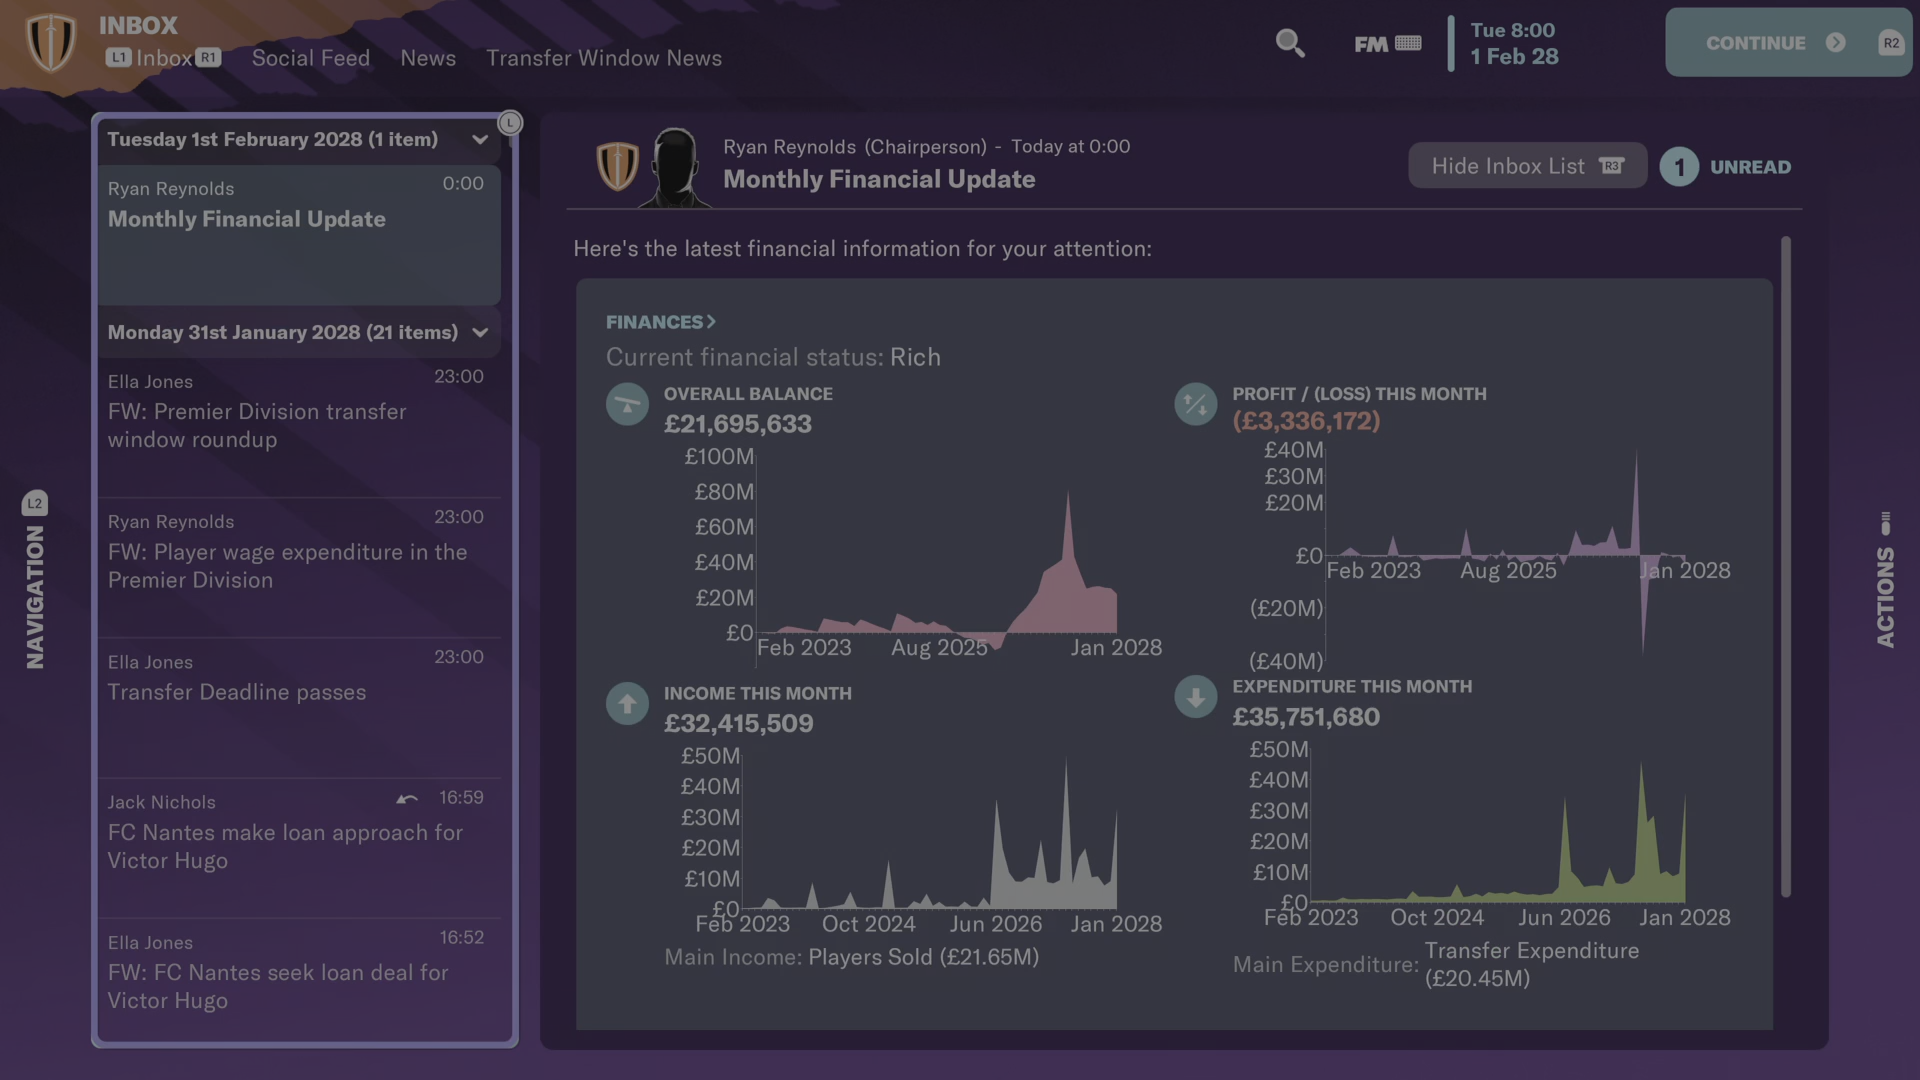 INBOX
L1 Inbox R1 Social Feed News Transfer Window News
FM
Tue 8:00
1 Feb 28
CONTINUE R2
L
Tuesday 1st February 2028 (1 item)
Ryan Reynolds 0:00
Monthly Financial Update
Monday 31st January 2028 (21 items)
Ella Jones 23:00
FW: Premier Division transfer
window roundup
Ryan Reynolds 23:00
FW: Player wage expenditure in the
Premier Division
Ella Jones 23:00
Transfer Deadline passes
Jack Nichols 16:59
FC Nantes make loan approach for
Victor Hugo
Ella Jones 16:52
FW: FC Nantes seek loan deal for
Victor Hugo
L2
NAVIGATION
Ryan Reynolds (Chairperson) - Today at 0:00
Monthly Financial Update
Hide Inbox List R3
1 UNREAD
Here's the latest financial information for your attention:
FINANCES
Current financial status: Rich
OVERALL BALANCE
£21,695,633
£100M
£80M
£60M
£40M
£20M
£0
Feb 2023 Aug 2025 Jan 2028
PROFIT / (LOSS) THIS MONTH
(£3,336,172)
£40M
£30M
£20M
£0
Feb 2023 Aug 2025 Jan 2028
(£20M)
(£40M)
INCOME THIS MONTH
£32,415,509
£50M
£40M
£30M
£20M
£10M
£0
Feb 2023 Oct 2024 Jun 2026 Jan 2028
Main Income: Players Sold (£21.65M)
EXPENDITURE THIS MONTH
£35,751,680
£50M
£40M
£30M
£20M
£10M
£0
Feb 2023 Oct 2024 Jun 2026 Jan 2028
Main Expenditure: Transfer Expenditure
(£20.45M)
ACTIONS